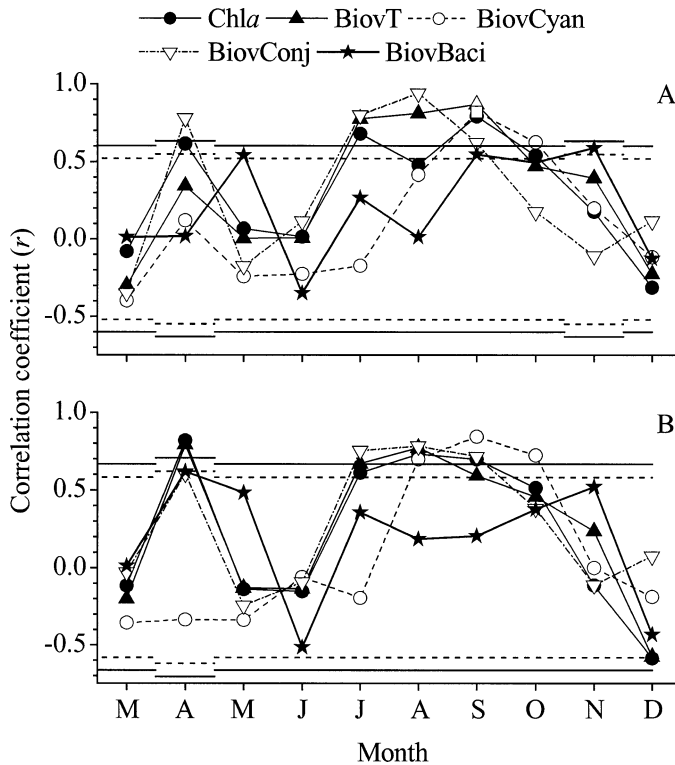 Chla BiovT BiovCyan
BiovConj BiovBaci
A
1.0
0.5
0.0
-0.5
Correlation coefficient (r)
B
1.0
0.5
0.0
-0.5
M A M J J A S O N D
Month